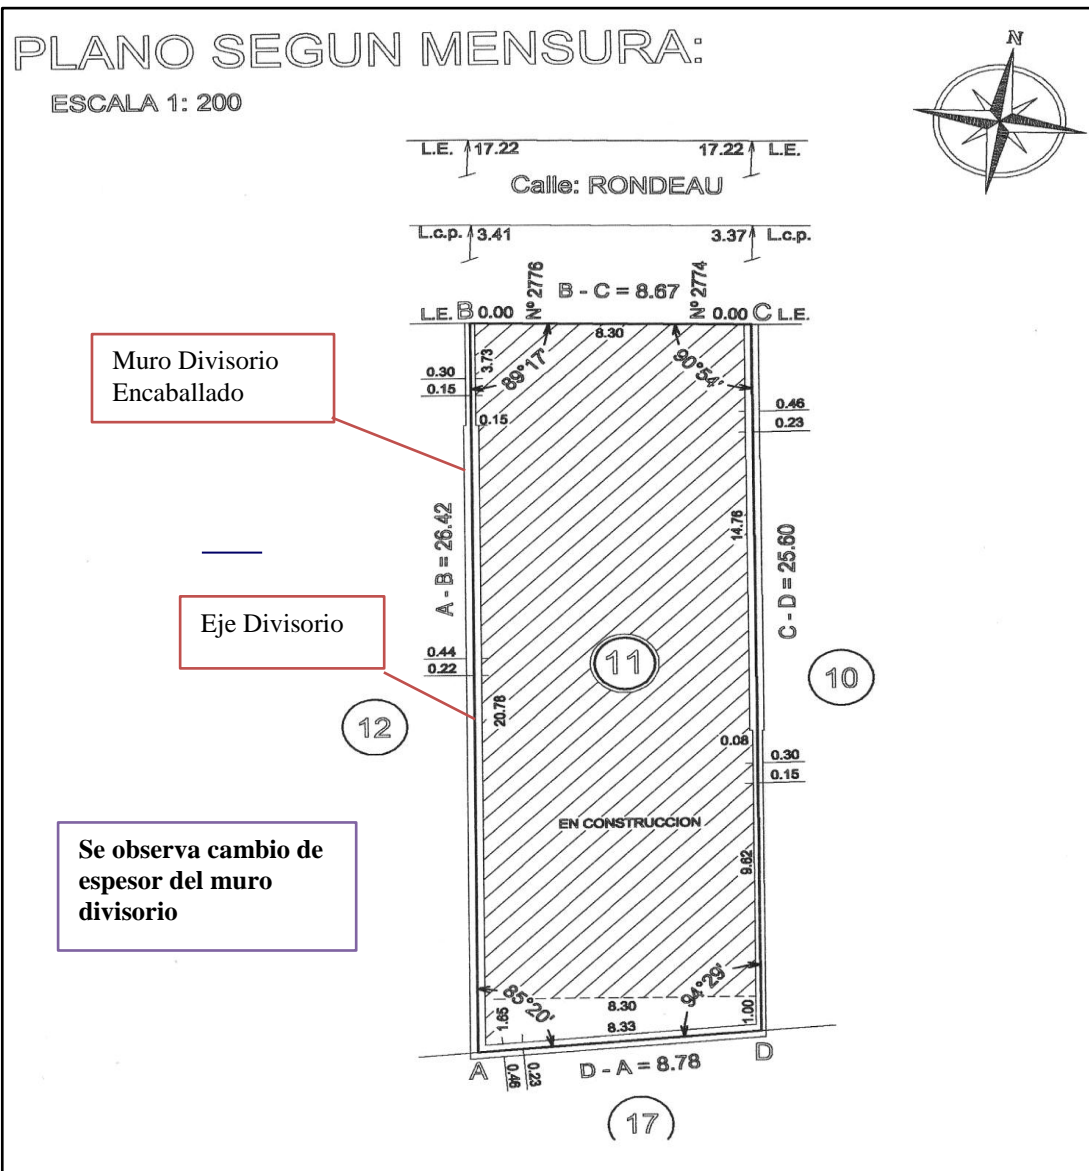 PLANO SEGUN MENSURA:
ESCALA 1: 200
N
L.E. 17.22 17.22 L.E.
Calle: RONDEAU
L.c.p. 3.41 3.37 L.c.p.
Nº 2776
B - C = 8.67
Nº 2774
L.E. B 0.00 0.00 C L.E.
8.30
3.73
89°17'
90°54'
Muro Divisorio
Encaballado
0.30
0.15
0.15
0.46
0.23
A - B = 26.42
14.76
C - D = 25.60
Eje Divisorio
0.44
0.22
11
10
20.78
12
0.08
0.30
0.15
EN CONSTRUCCION
Se observa cambio de
espesor del muro
divisorio
9.62
85°20'
94°29'
8.30
1.65
1.00
8.33
A
0.46
0.23
D - A = 8.78
D
17